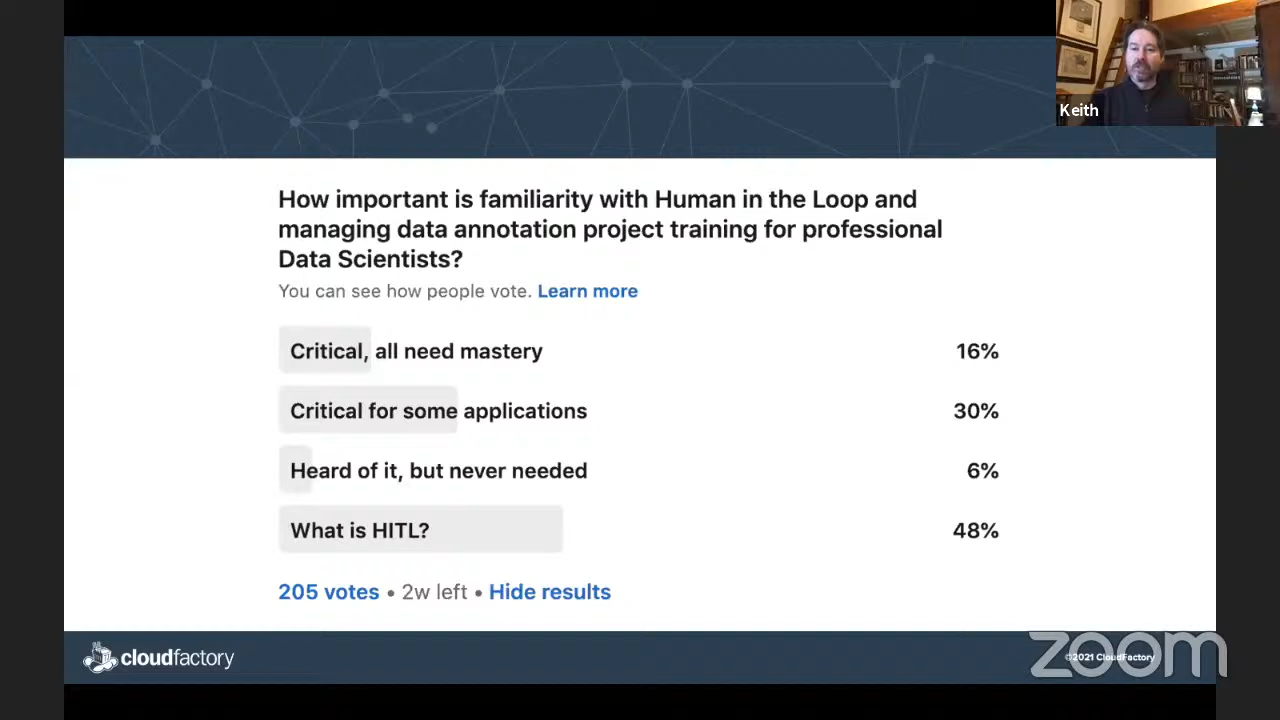 Keith
How important is familiarity with Human in the Loop and
managing data annotation project training for professional
Data Scientists?
You can see how people vote. Learn more
Critical, all need mastery 16%
Critical for some applications 30%
Heard of it, but never needed 6%
What is HITL? 48%
205 votes • 2w left • Hide results
cloudfactory
©2021 CloudFactory
zoom